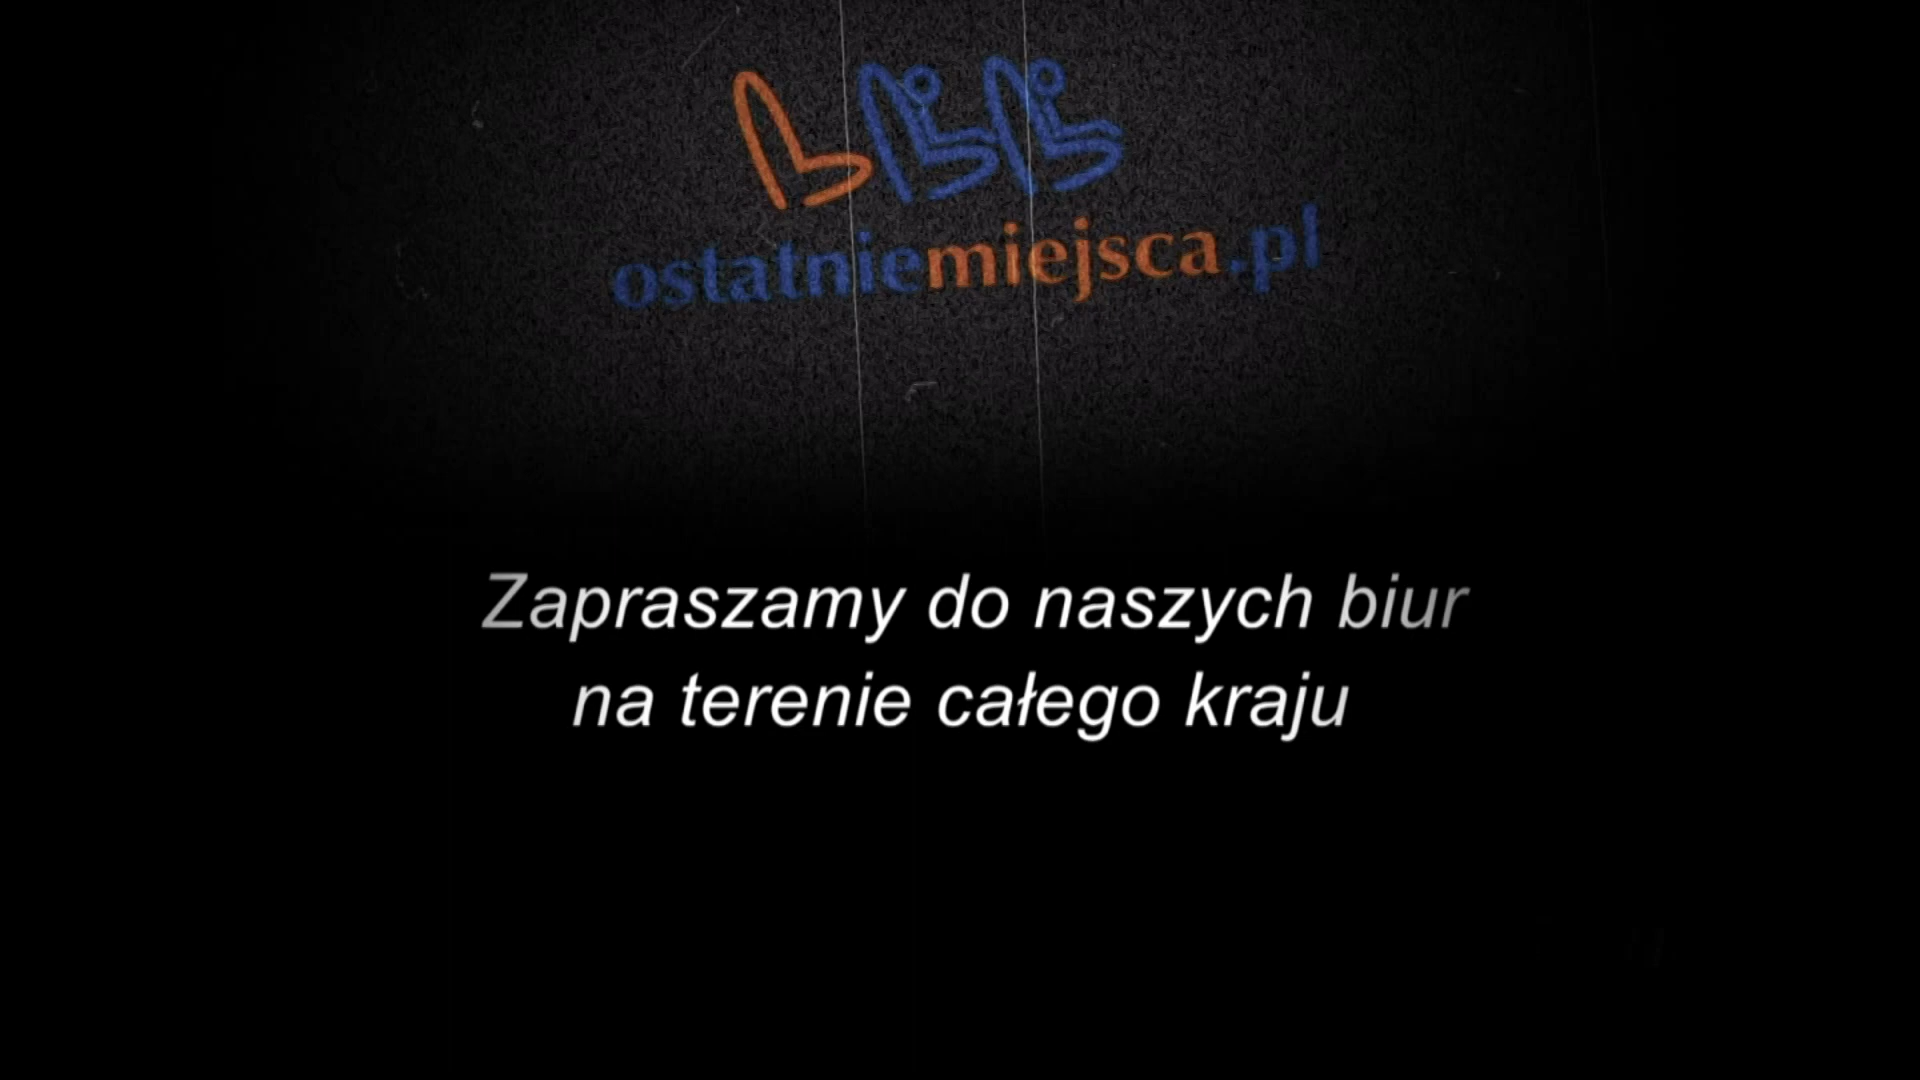 ostatniemiejsca.pl
Zapraszamy do naszych biur
na terenie całego kraju